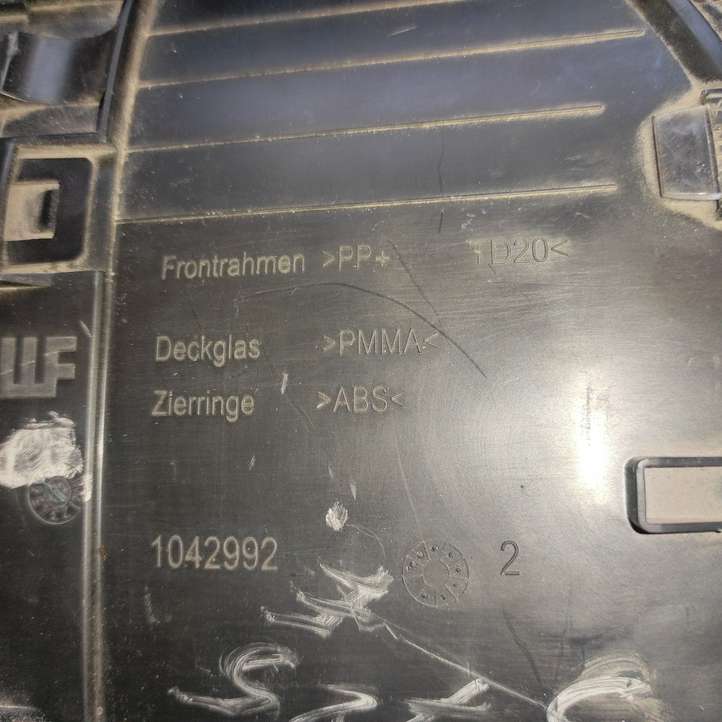 Frontrahmen >PP+ TD20<
Deckglas >PMMA<
Zierringe >ABS<
1042992 2